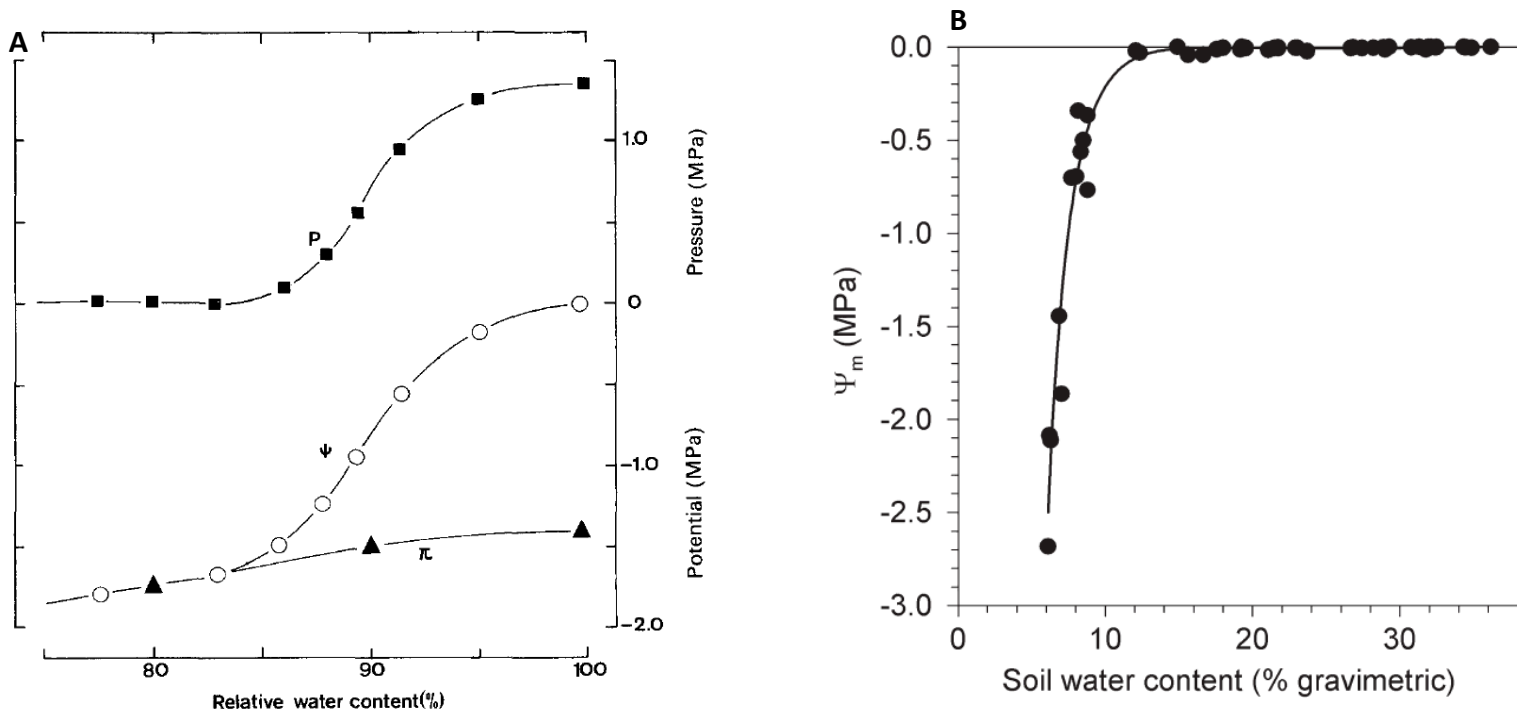 A
P
1.0
Pressure (MPa)
0
ψ
-1.0
Potential (MPa)
π
-2.0
80
90
100
Relative water content(%)
B
0.0
-0.5
-1.0
-1.5
-2.0
-2.5
-3.0
Ψm (MPa)
0
10
20
30
Soil water content (% gravimetric)